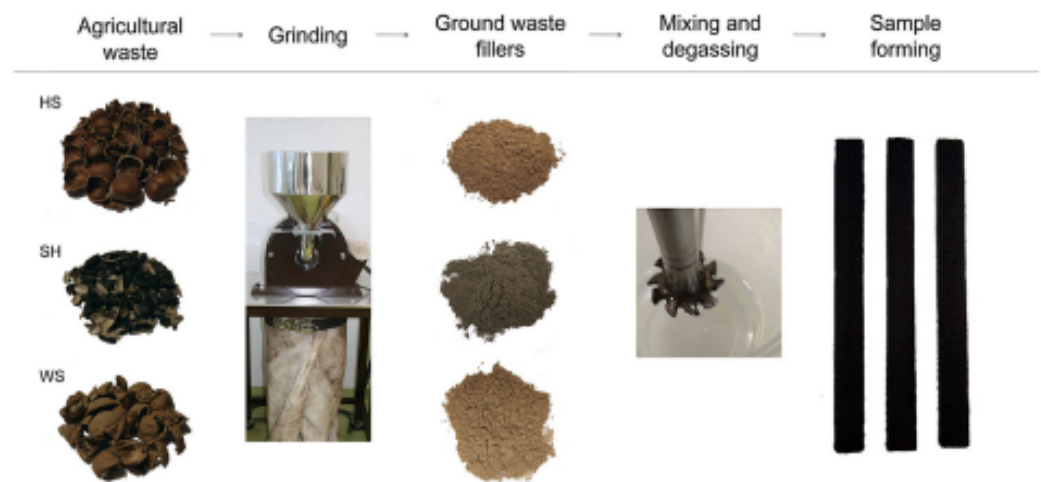 Agricultural
waste
→
Grinding
→
Ground waste
fillers
→
Mixing and
degassing
→
Sample
forming
HS
SH
WS